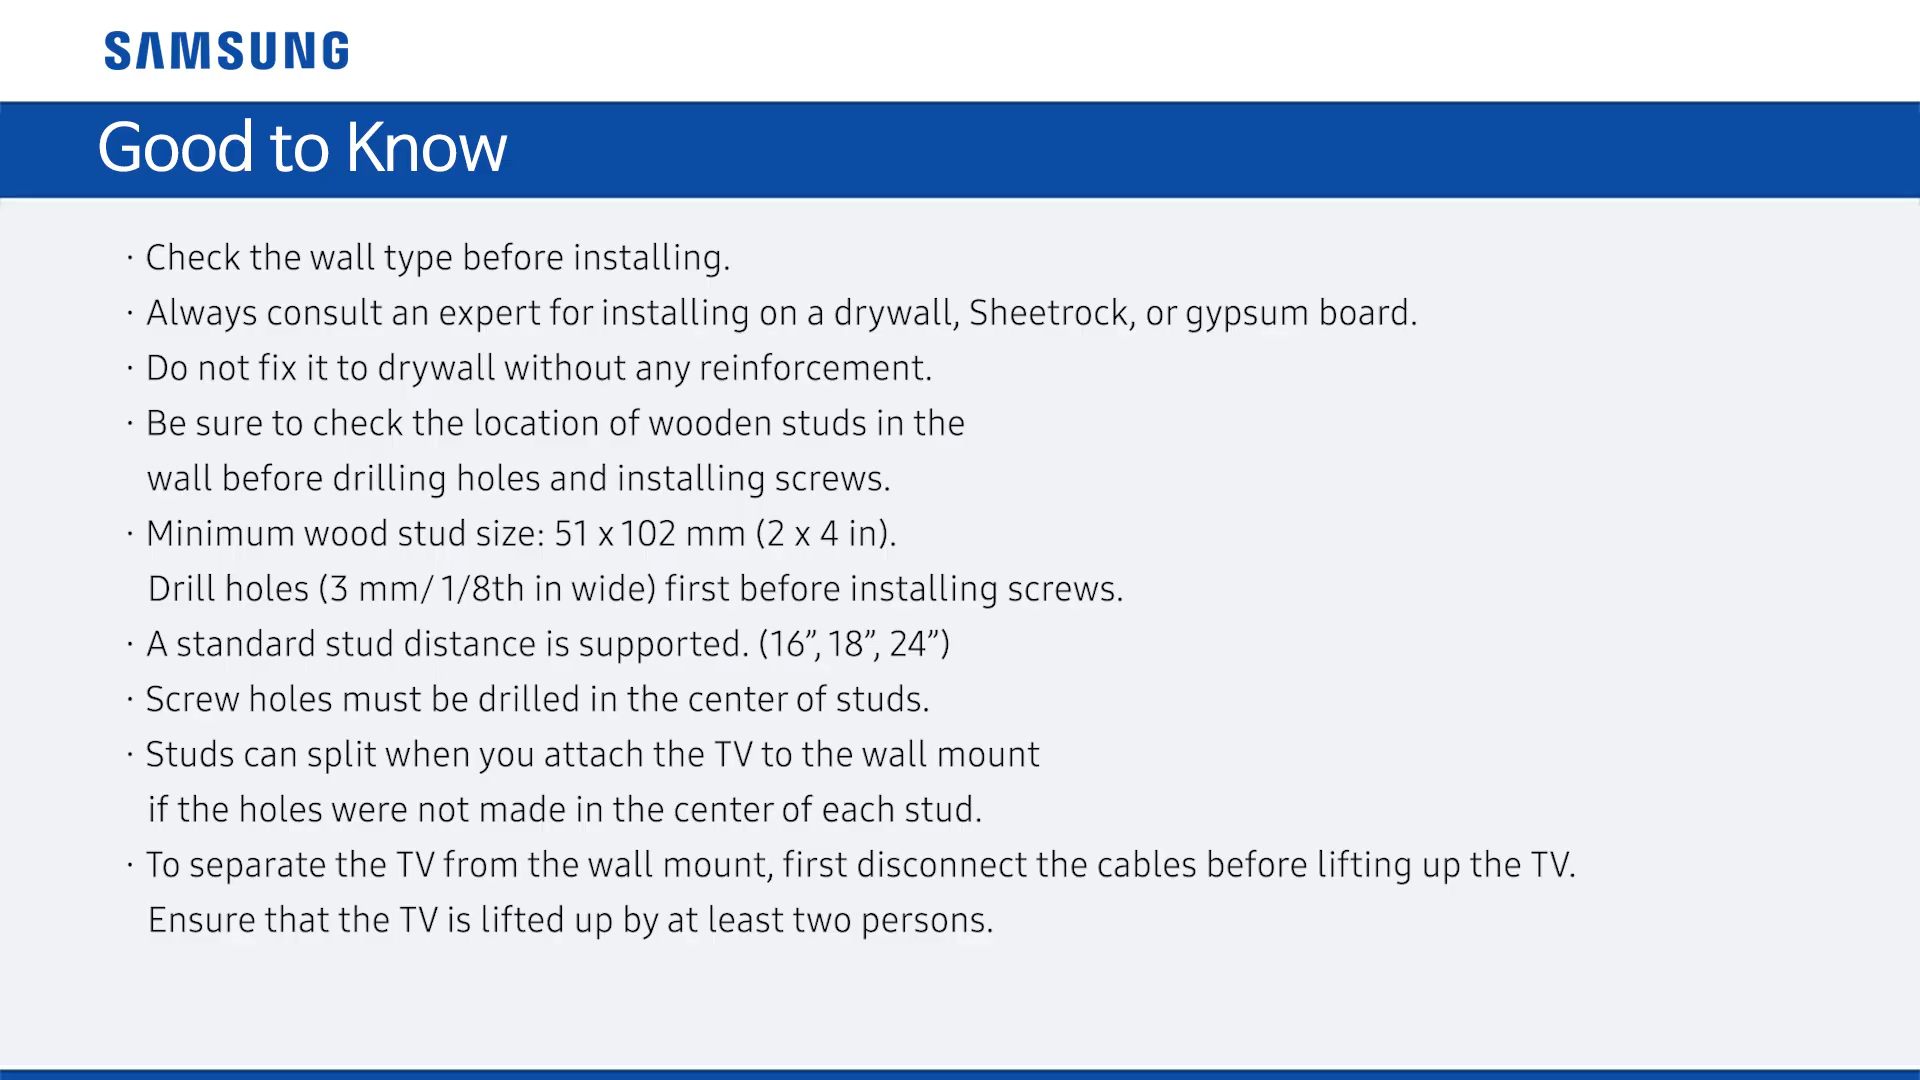 SAMSUNG
Good to Know
· Check the wall type before installing.
· Always consult an expert for installing on a drywall, Sheetrock, or gypsum board.
· Do not fix it to drywall without any reinforcement.
· Be sure to check the location of wooden studs in the
wall before drilling holes and installing screws.
· Minimum wood stud size: 51 x 102 mm (2 x 4 in).
Drill holes (3 mm/ 1/8th in wide) first before installing screws.
· A standard stud distance is supported. (16”, 18”, 24”)
· Screw holes must be drilled in the center of studs.
· Studs can split when you attach the TV to the wall mount
if the holes were not made in the center of each stud.
· To separate the TV from the wall mount, first disconnect the cables before lifting up the TV.
Ensure that the TV is lifted up by at least two persons.